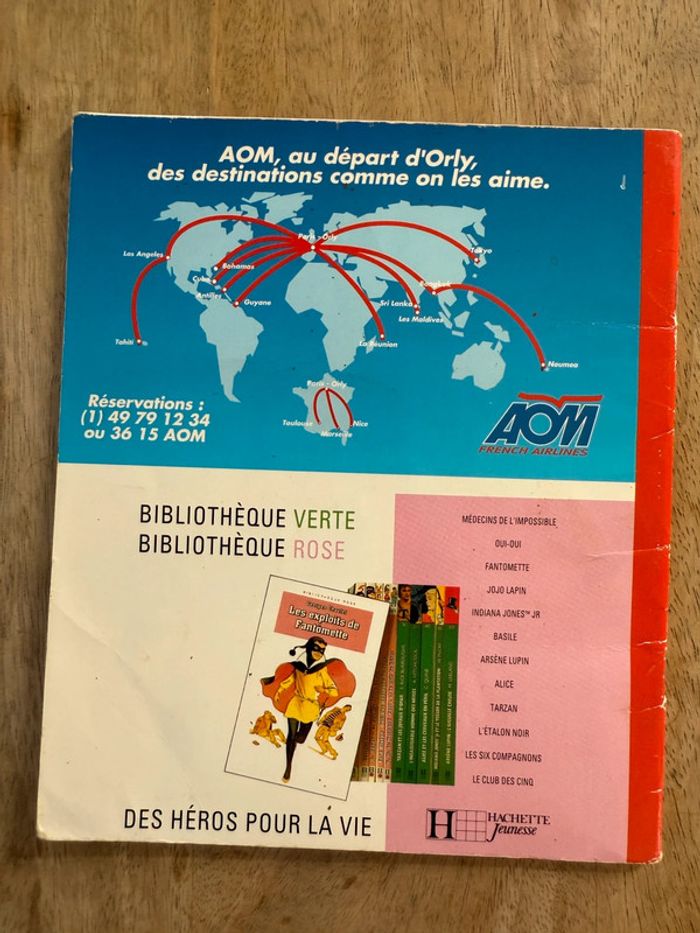 AOM, au départ d'Orly,
des destinations comme on les aime.
Paris - Orly
Los Angeles
Tokyo
Bahamas
Cuba
Bangkok
Antilles
Guyane
Sri Lanka
Les Maldives
Tahiti
La Réunion
Noumea
Paris - Orly
Toulouse
Nice
Marseille
Réservations :
(1) 49 79 12 34
ou 36 15 AOM
AOM
FRENCH AIRLINES
BIBLIOTHÈQUE VERTE
BIBLIOTHÈQUE ROSE
MÉDECINS DE L'IMPOSSIBLE
OUI-OUI
FANTOMETTE
JOJO LAPIN
INDIANA JONES™ JR
BASILE
ARSÈNE LUPIN
ALICE
TARZAN
L'ÉTALON NOIR
LES SIX COMPAGNONS
LE CLUB DES CINQ
BIBLIOTHÈQUE ROSE
Les exploits de
Fantomette
DES HÉROS POUR LA VIE
H HACHETTE
Jeunesse